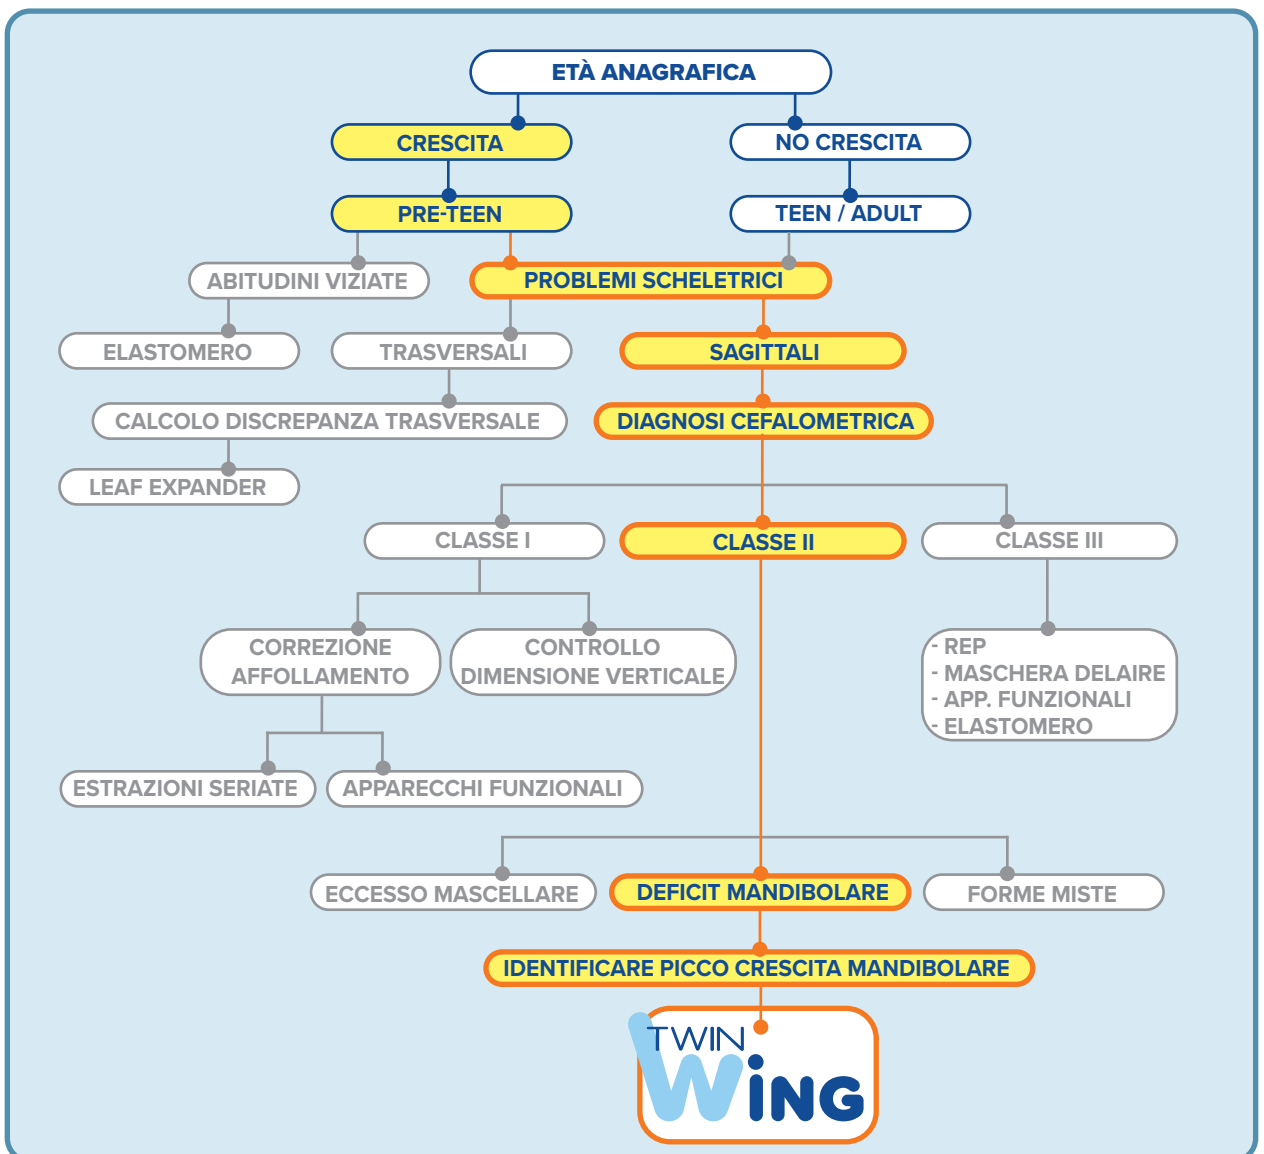 ETÀ ANAGRAFICA
CRESCITA
NO CRESCITA
PRE-TEEN
TEEN / ADULT
ABITUDINI VIZIATE
PROBLEMI SCHELETRICI
ELASTOMERO
TRASVERSALI
SAGITTALI
CALCOLO DISCREPANZA TRASVERSALE
DIAGNOSI CEFALOMETRICA
LEAF EXPANDER
CLASSE I
CLASSE II
CLASSE III
CORREZIONE
AFFOLLAMENTO
CONTROLLO
DIMENSIONE VERTICALE
- REP
- MASCHERA DELAIRE
- APP. FUNZIONALI
- ELASTOMERO
ESTRAZIONI SERIATE
APPARECCHI FUNZIONALI
ECCESSO MASCELLARE
DEFICIT MANDIBOLARE
FORME MISTE
IDENTIFICARE PICCO CRESCITA MANDIBOLARE
TWIN
WiNG